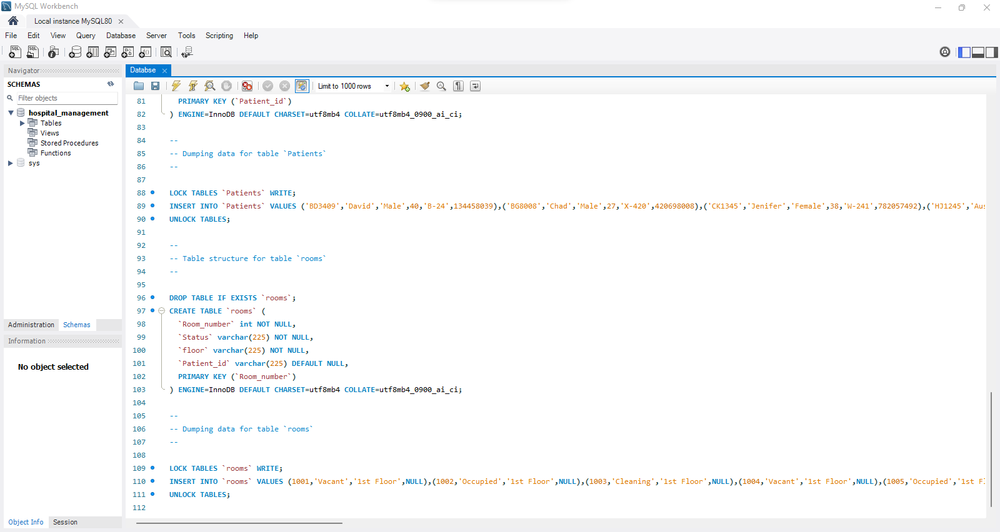 MySQL Workbench
Local instance MySQL80
File Edit View Query Database Server Tools Scripting Help
Navigator
SCHEMAS
Filter objects
hospital_management
Tables
Views
Stored Procedures
Functions
sys
Administration Schemas
Information
No object selected
Object Info Session
Databse
Limit to 1000 rows
81 PRIMARY KEY (`Patient_id`)
82 ) ENGINE=InnoDB DEFAULT CHARSET=utf8mb4 COLLATE=utf8mb4_0900_ai_ci;
83
84 --
85 -- Dumping data for table `Patients`
86 --
87
88 LOCK TABLES `Patients` WRITE;
89 INSERT INTO `Patients` VALUES ('BD3409','David','Male',40,'B-24',134458039),('BG8008','Chad','Male',27,'X-420',420698008),('CK1345','Jenifer','Female',38,'W-241',782057492),('HJ1245','Aus
90 UNLOCK TABLES;
91
92 --
93 -- Table structure for table `rooms`
94 --
95
96 DROP TABLE IF EXISTS `rooms`;
97 CREATE TABLE `rooms` (
98 `Room_number` int NOT NULL,
99 `Status` varchar(225) NOT NULL,
100 `floor` varchar(225) NOT NULL,
101 `Patient_id` varchar(225) DEFAULT NULL,
102 PRIMARY KEY (`Room_number`)
103 ) ENGINE=InnoDB DEFAULT CHARSET=utf8mb4 COLLATE=utf8mb4_0900_ai_ci;
104
105 --
106 -- Dumping data for table `rooms`
107 --
108
109 LOCK TABLES `rooms` WRITE;
110 INSERT INTO `rooms` VALUES (1001,'Vacant','1st Floor',NULL),(1002,'Occupied','1st Floor',NULL),(1003,'Cleaning','1st Floor',NULL),(1004,'Vacant','1st Floor',NULL),(1005,'Occupied','1st F
111 UNLOCK TABLES;
112